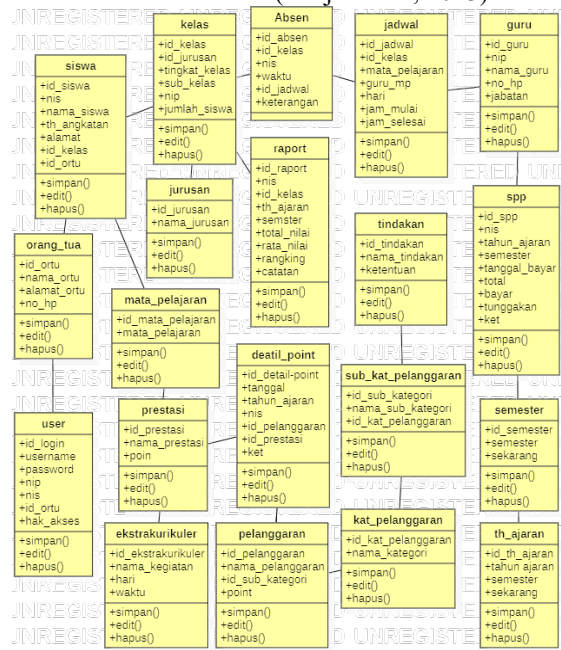 kelas
+id_kelas
+id_jurusan
+tingkat_kelas
+sub_kelas
+nip
+jumlah_siswa
+simpan()
+edit()
+hapus()
Absen
+id_absen
+id_kelas
+nis
+waktu
+id_jadwal
+keterangan
jadwal
+id_jadwal
+id_kelas
+mata_pelajaran
+guru_mp
+hari
+jam_mulai
+jam_selesai
+simpan()
+edit()
+hapus()
guru
+id_guru
+nip
+nama_guru
+no_hp
+jabatan
+simpan()
+edit()
+hapus()
siswa
+id_siswa
+nis
+nama_siswa
+th_angkatan
+alamat
+id_kelas
+id_ortu
+simpan()
+edit()
+hapus()
raport
+id_raport
+nis
+id_kelas
+th_ajaran
+semster
+total_nilai
+rata_nilai
+rangking
+catatan
+simpan()
+edit()
+hapus()
jurusan
+id_jurusan
+nama_jurusan
+simpan()
+edit()
+hapus()
spp
+id_spp
+nis
+tahun_ajaran
+semester
+tanggal_bayar
+total
+bayar
+tunggakan
+ket
+simpan()
+edit()
+hapus()
tindakan
+id_tindakan
+nama_tindakan
+ketentuan
+simpan()
+edit()
+hapus()
orang_tua
+id_ortu
+nama_ortu
+alamat_ortu
+no_hp
+simpan()
+edit()
+hapus()
mata_pelajaran
+id_mata_pelajaran
+mata_pelajaran
+simpan()
+edit()
+hapus()
deatil_point
+id_detail-point
+tanggal
+tahun_ajaran
+nis
+id_pelanggaran
+id_prestasi
+ket
+simpan()
+edit()
+hapus()
sub_kat_pelanggaran
+id_sub_kategori
+nama_sub_kategori
+id_kat_pelanggaran
+simpan()
+edit()
+hapus()
user
+id_login
+username
+password
+nip
+nis
+id_ortu
+hak_akses
+simpan()
+edit()
+hapus()
prestasi
+id_prestasi
+nama_prestasi
+poin
+simpan()
+edit()
+hapus()
semester
+id_semester
+semester
+sekarang
+simpan()
+edit()
+hapus()
ekstrakurikuler
+id_ekstrakurikuler
+nama_kegiatan
+hari
+waktu
+simpan()
+edit()
+hapus()
pelanggaran
+id_pelanggaran
+nama_pelanggaran
+id_sub_kategori
+point
+simpan()
+edit()
+hapus()
kat_pelanggaran
+id_kat_pelanggaran
+nama_kategori
+simpan()
+edit()
+hapus()
th_ajaran
+id_th_ajaran
+tahun ajaran
+semester
+sekarang
+simpan()
+edit()
+hapus()